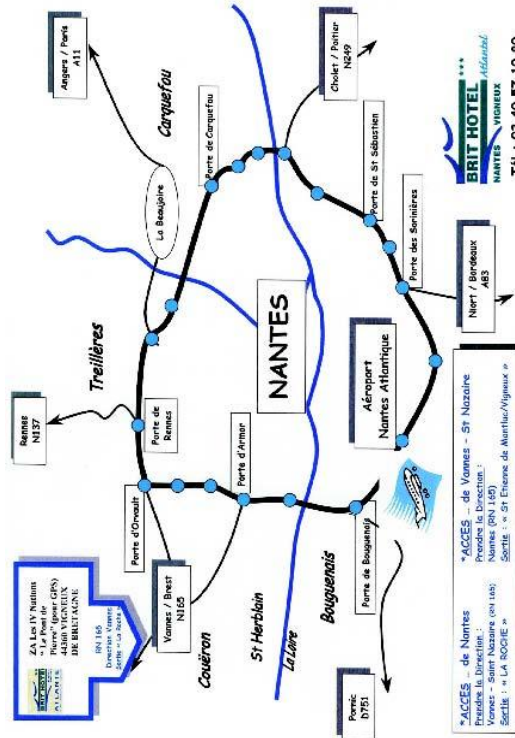 BRIT HOTEL
ATLANTEL
ZA Les IV Nations
" Le Pont de
Pierre" (pour GPS)
44360 VIGNEUX
DE BRETAGNE
RN 165
Direction Vannes
Sortie « La Roche »
Rennes
N137
Angers / Paris
A11
Treillères
Carquefou
La Beaujoire
Porte de
Rennes
Porte de Carquefou
Porte d'Orvault
Porte d'Armor
Vannes / Brest
N165
Couëron
St Herblain
La Loire
NANTES
Cholet / Poitier
N249
Porte de St Sébastien
Porte des Sorinières
Aéroport
Nantes Atlantique
Bouguenais
Porte de Bouguenais
Pornic
D751
Niort / Bordeaux
A83
BRIT HOTEL ***
Atlantel
NANTES VIGNEUX
*ACCES … de Nantes
Prendre la Direction :
Vannes - Saint Nazaire (RN 165)
Sortie : « LA ROCHE »
*ACCES … de Vannes - St Nazaire
Prendre la Direction :
Nantes (RN 165)
Sortie : « St Etienne de Montluc/Vigneux »